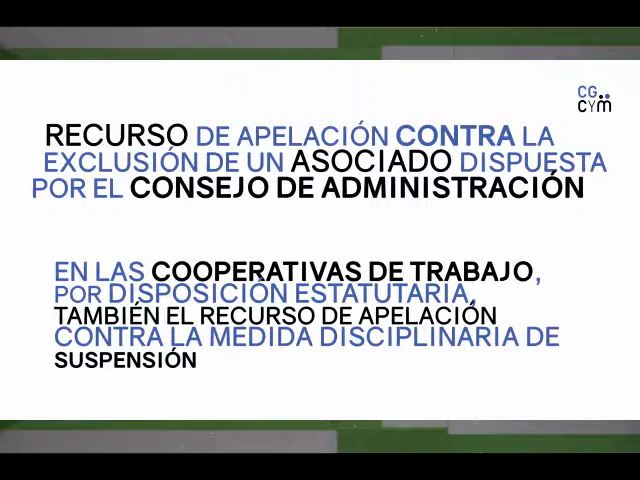 CG
CYM
RECURSO DE APELACIÓN CONTRA LA
EXCLUSIÓN DE UN ASOCIADO DISPUESTA
POR EL CONSEJO DE ADMINISTRACIÓN
EN LAS COOPERATIVAS DE TRABAJO,
POR DISPOSICIÓN ESTATUTARIA,
TAMBIÉN EL RECURSO DE APELACIÓN
CONTRA LA MEDIDA DISCIPLINARIA DE
SUSPENSIÓN